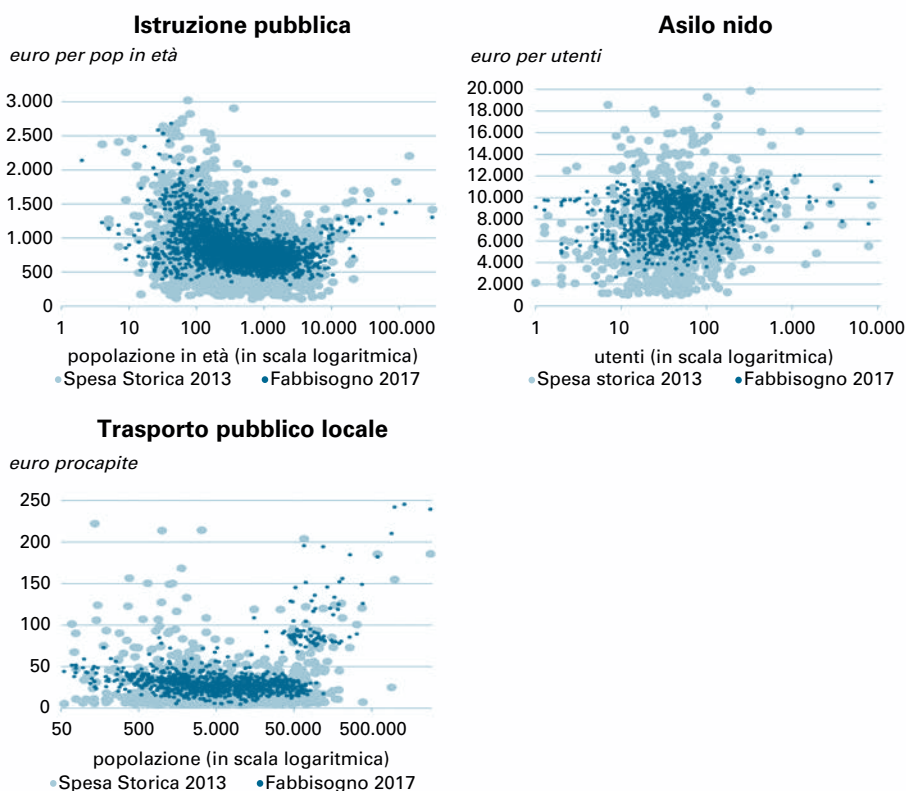 Istruzione pubblica
euro per pop in età
3.000
2.500
2.000
1.500
1.000
500
0
1 10 100 1.000 10.000 100.000
popolazione in età (in scala logaritmica)
Spesa Storica 2013 Fabbisogno 2017
Asilo nido
euro per utenti
20.000
18.000
16.000
14.000
12.000
10.000
8.000
6.000
4.000
2.000
0
1 10 100 1.000 10.000
utenti (in scala logaritmica)
Spesa storica 2013 Fabbisogno 2017
Trasporto pubblico locale
euro procapite
250
200
150
100
50
0
50 500 5.000 50.000 500.000
popolazione (in scala logaritmica)
Spesa Storica 2013 Fabbisogno 2017